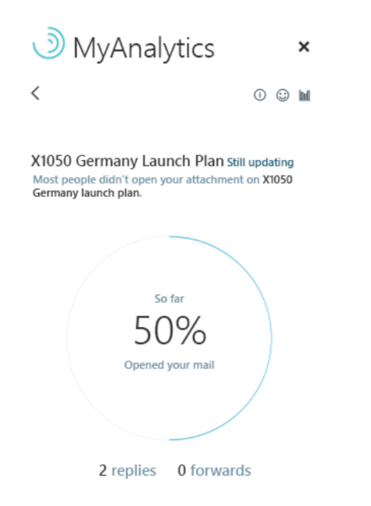 MyAnalytics
X1050 Germany Launch Plan Still updating
Most people didn't open your attachment on X1050
Germany launch plan.
So far
50%
Opened your mail
2 replies 0 forwards